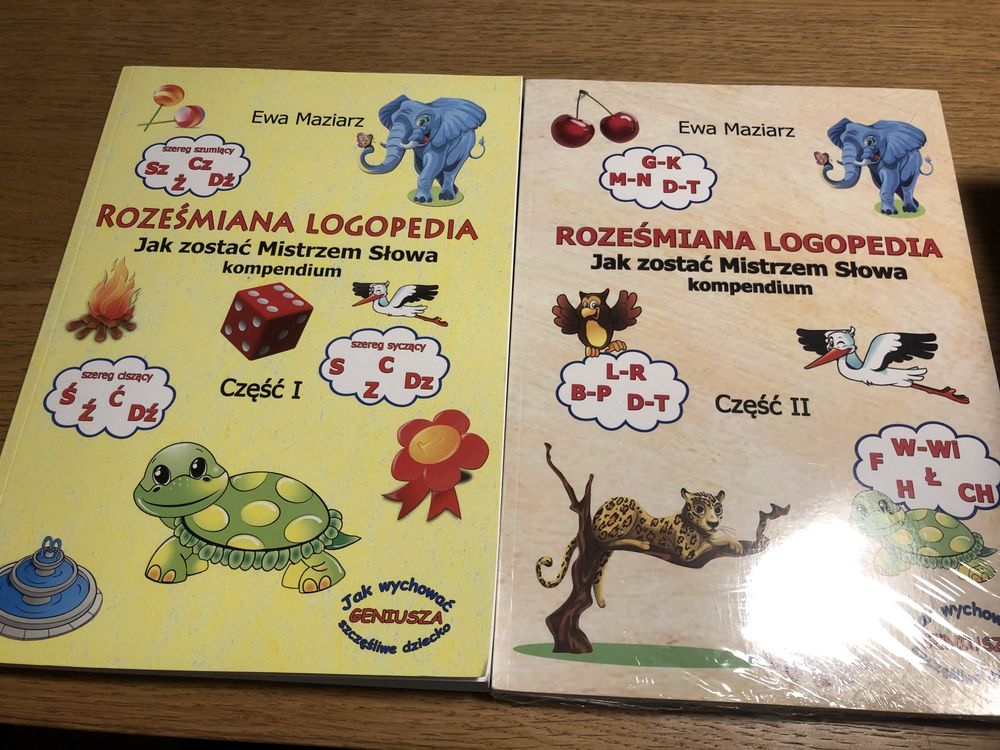 Ewa Maziarz
szereg szumiący
Sz Cz
Ż Dż
ROZEŚMIANA LOGOPEDIA
Jak zostać Mistrzem Słowa
kompendium
szereg syczący
S C
Z Dz
szereg ciszący
Ś Ć
Ź Dź
Część I
Jak wychować
GENIUSZA
szczęśliwe dziecko
Ewa Maziarz
G-K
M-N D-T
ROZEŚMIANA LOGOPEDIA
Jak zostać Mistrzem Słowa
kompendium
L-R
B-P D-T
Część II
W-Wi
F Ł
H CH